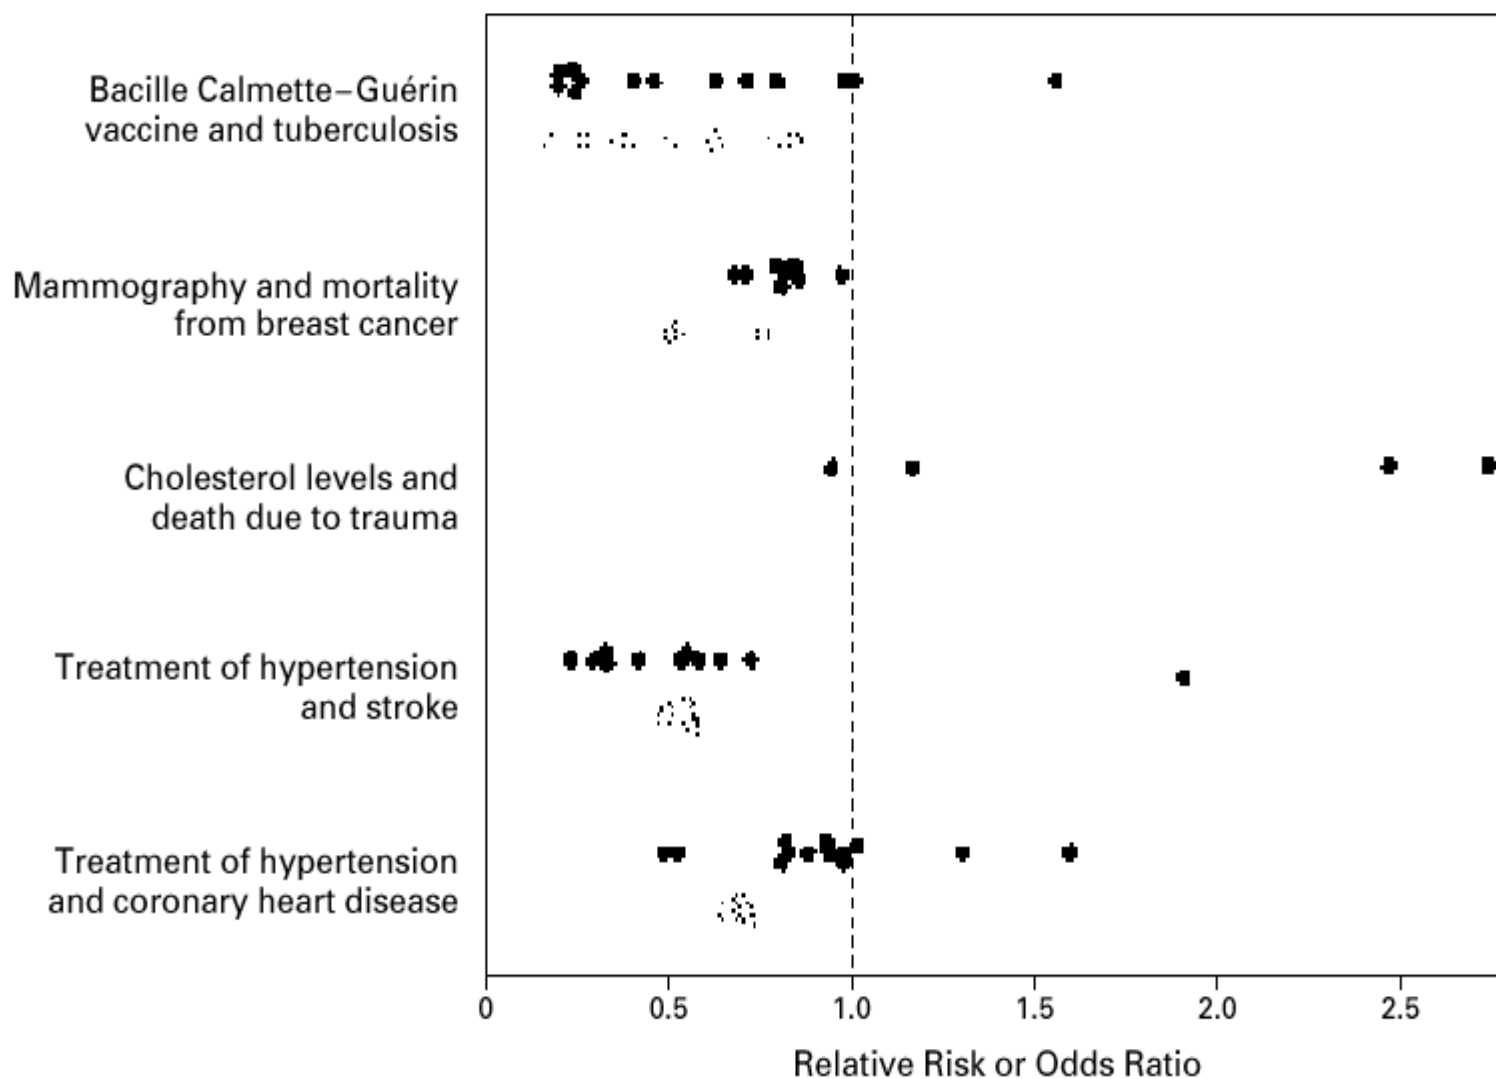 Bacille Calmette–Guérin
vaccine and tuberculosis
Mammography and mortality
from breast cancer
Cholesterol levels and
death due to trauma
Treatment of hypertension
and stroke
Treatment of hypertension
and coronary heart disease
0 0.5 1.0 1.5 2.0 2.5
Relative Risk or Odds Ratio